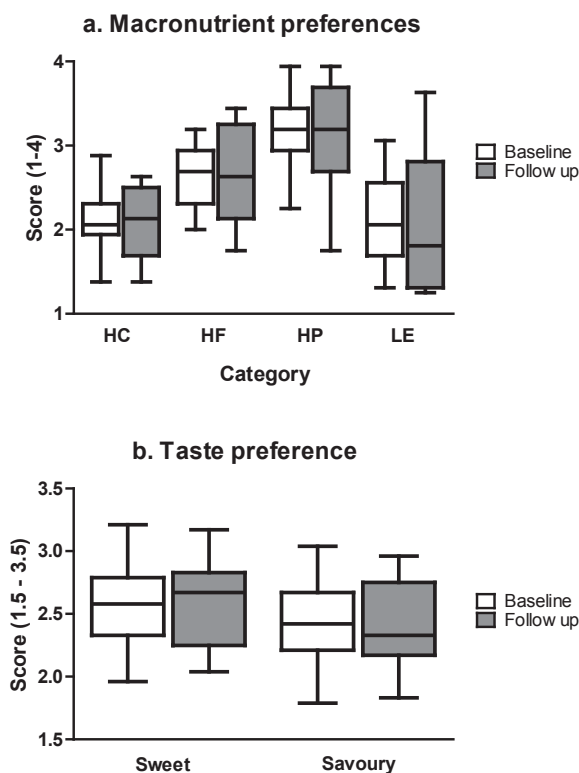 a. Macronutrient preferences
Score (1-4)
4
3
2
1
HC HF HP LE
Category
Baseline
Follow up
b. Taste preference
Score (1.5 - 3.5)
3.5
3.0
2.5
2.0
1.5
Sweet Savoury
Baseline
Follow up